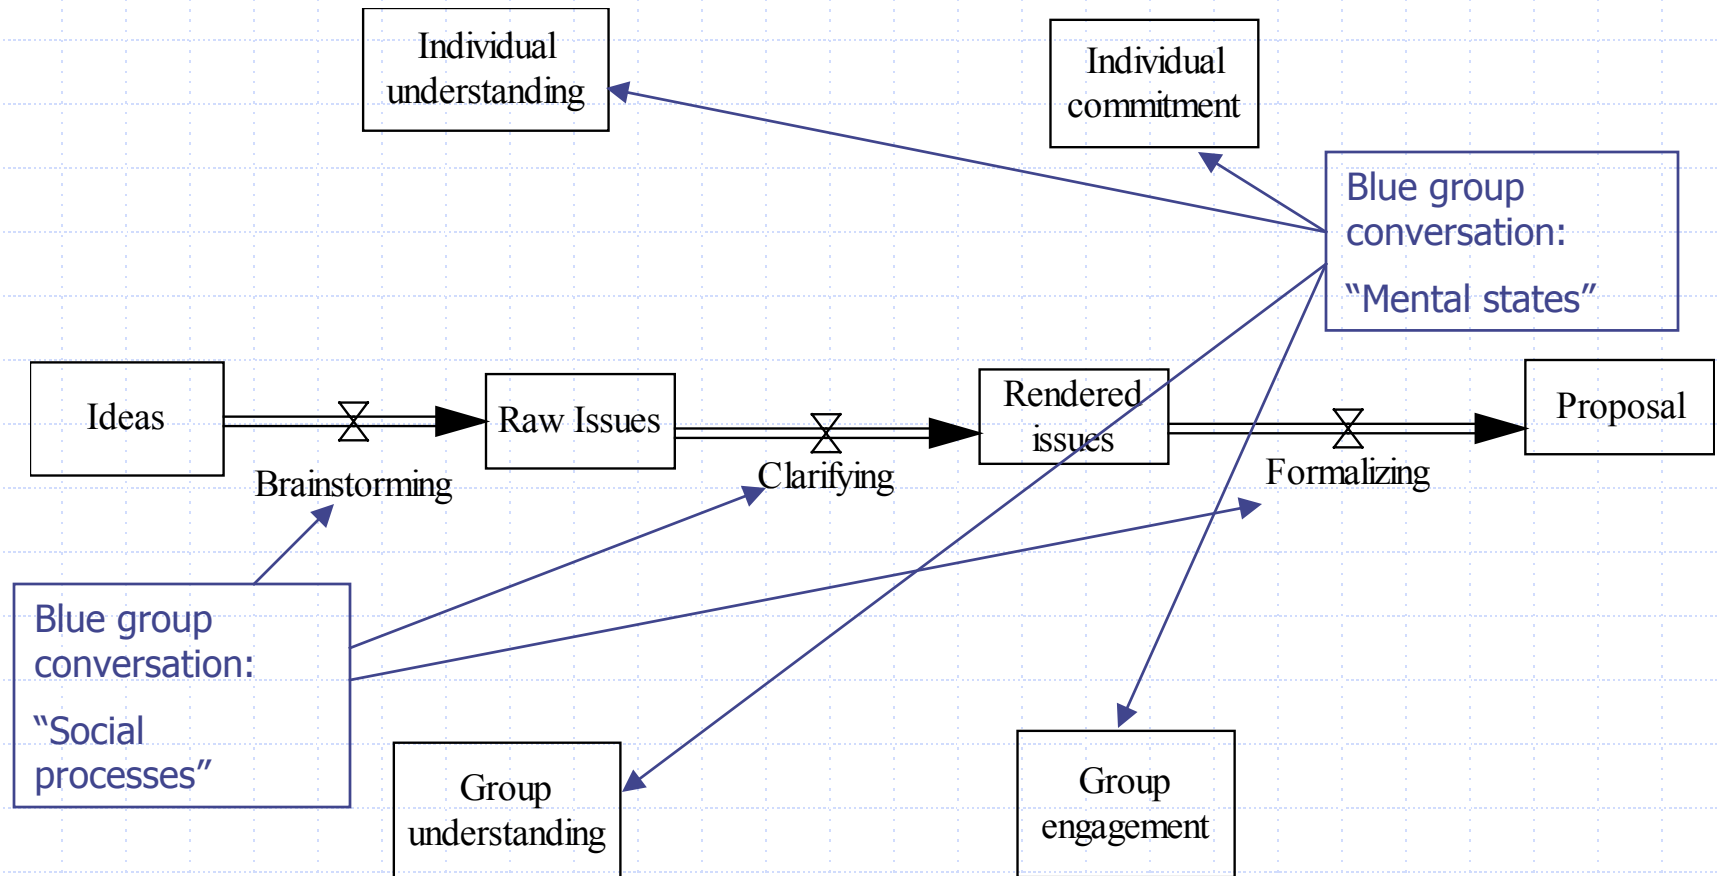 Individual
understanding
Individual
commitment
Blue group
conversation:
“Mental states”
Ideas
Raw Issues
Rendered
issues
Proposal
Brainstorming
Clarifying
Formalizing
Blue group
conversation:
“Social
processes”
Group
understanding
Group
engagement